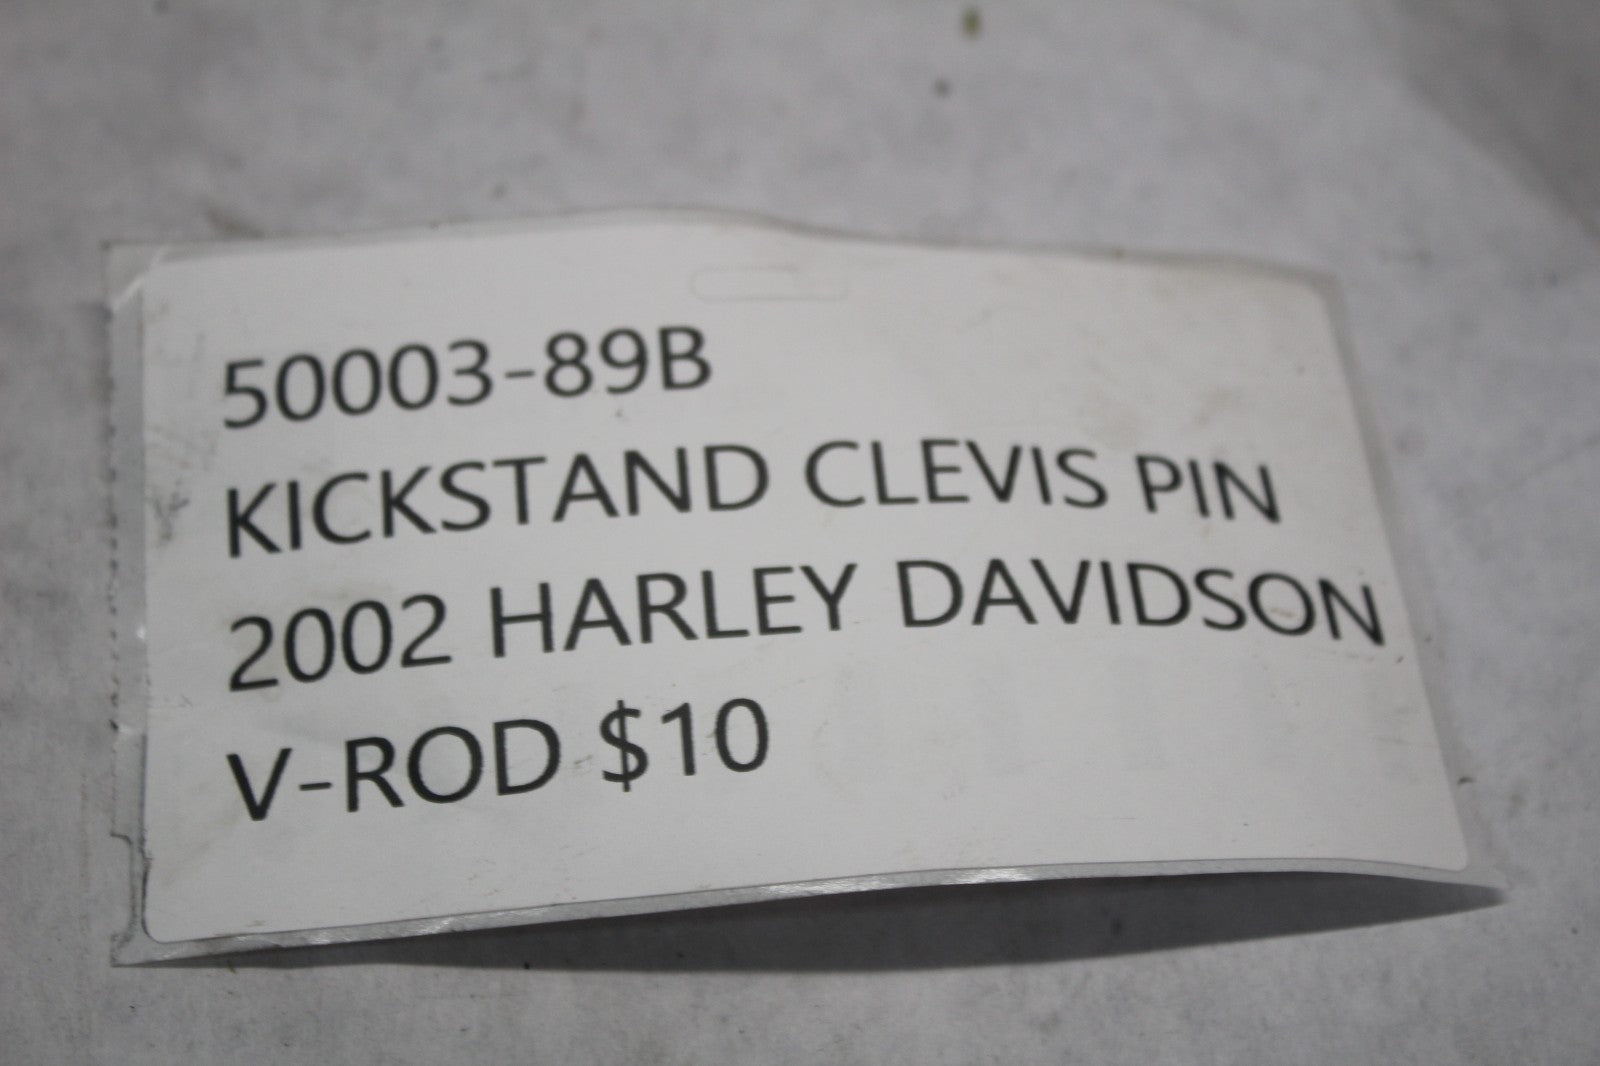 50003-89B
KICKSTAND CLEVIS PIN
2002 HARLEY DAVIDSON
V-ROD $10